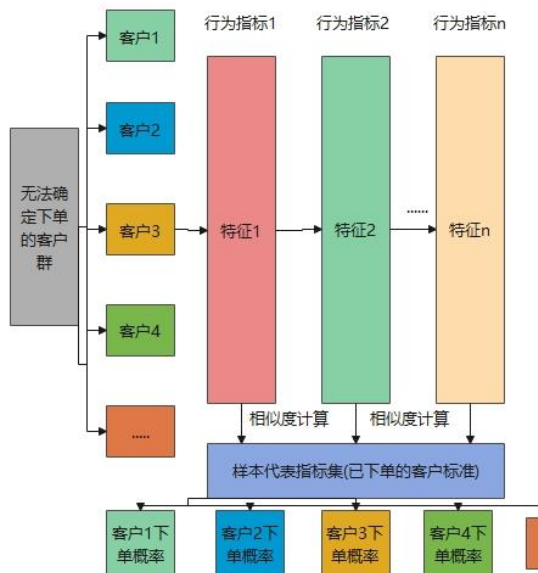 行为指标1
行为指标2
行为指标n
客户1
客户2
无法确
定下单
的客户
群
客户3
特征1
特征2
......
特征n
客户4
.....
相似度计算
相似度计算
样本代表指标集(已下单的客户标准)
客户1下
单概率
客户2下
单概率
客户3下
单概率
客户4下
单概率